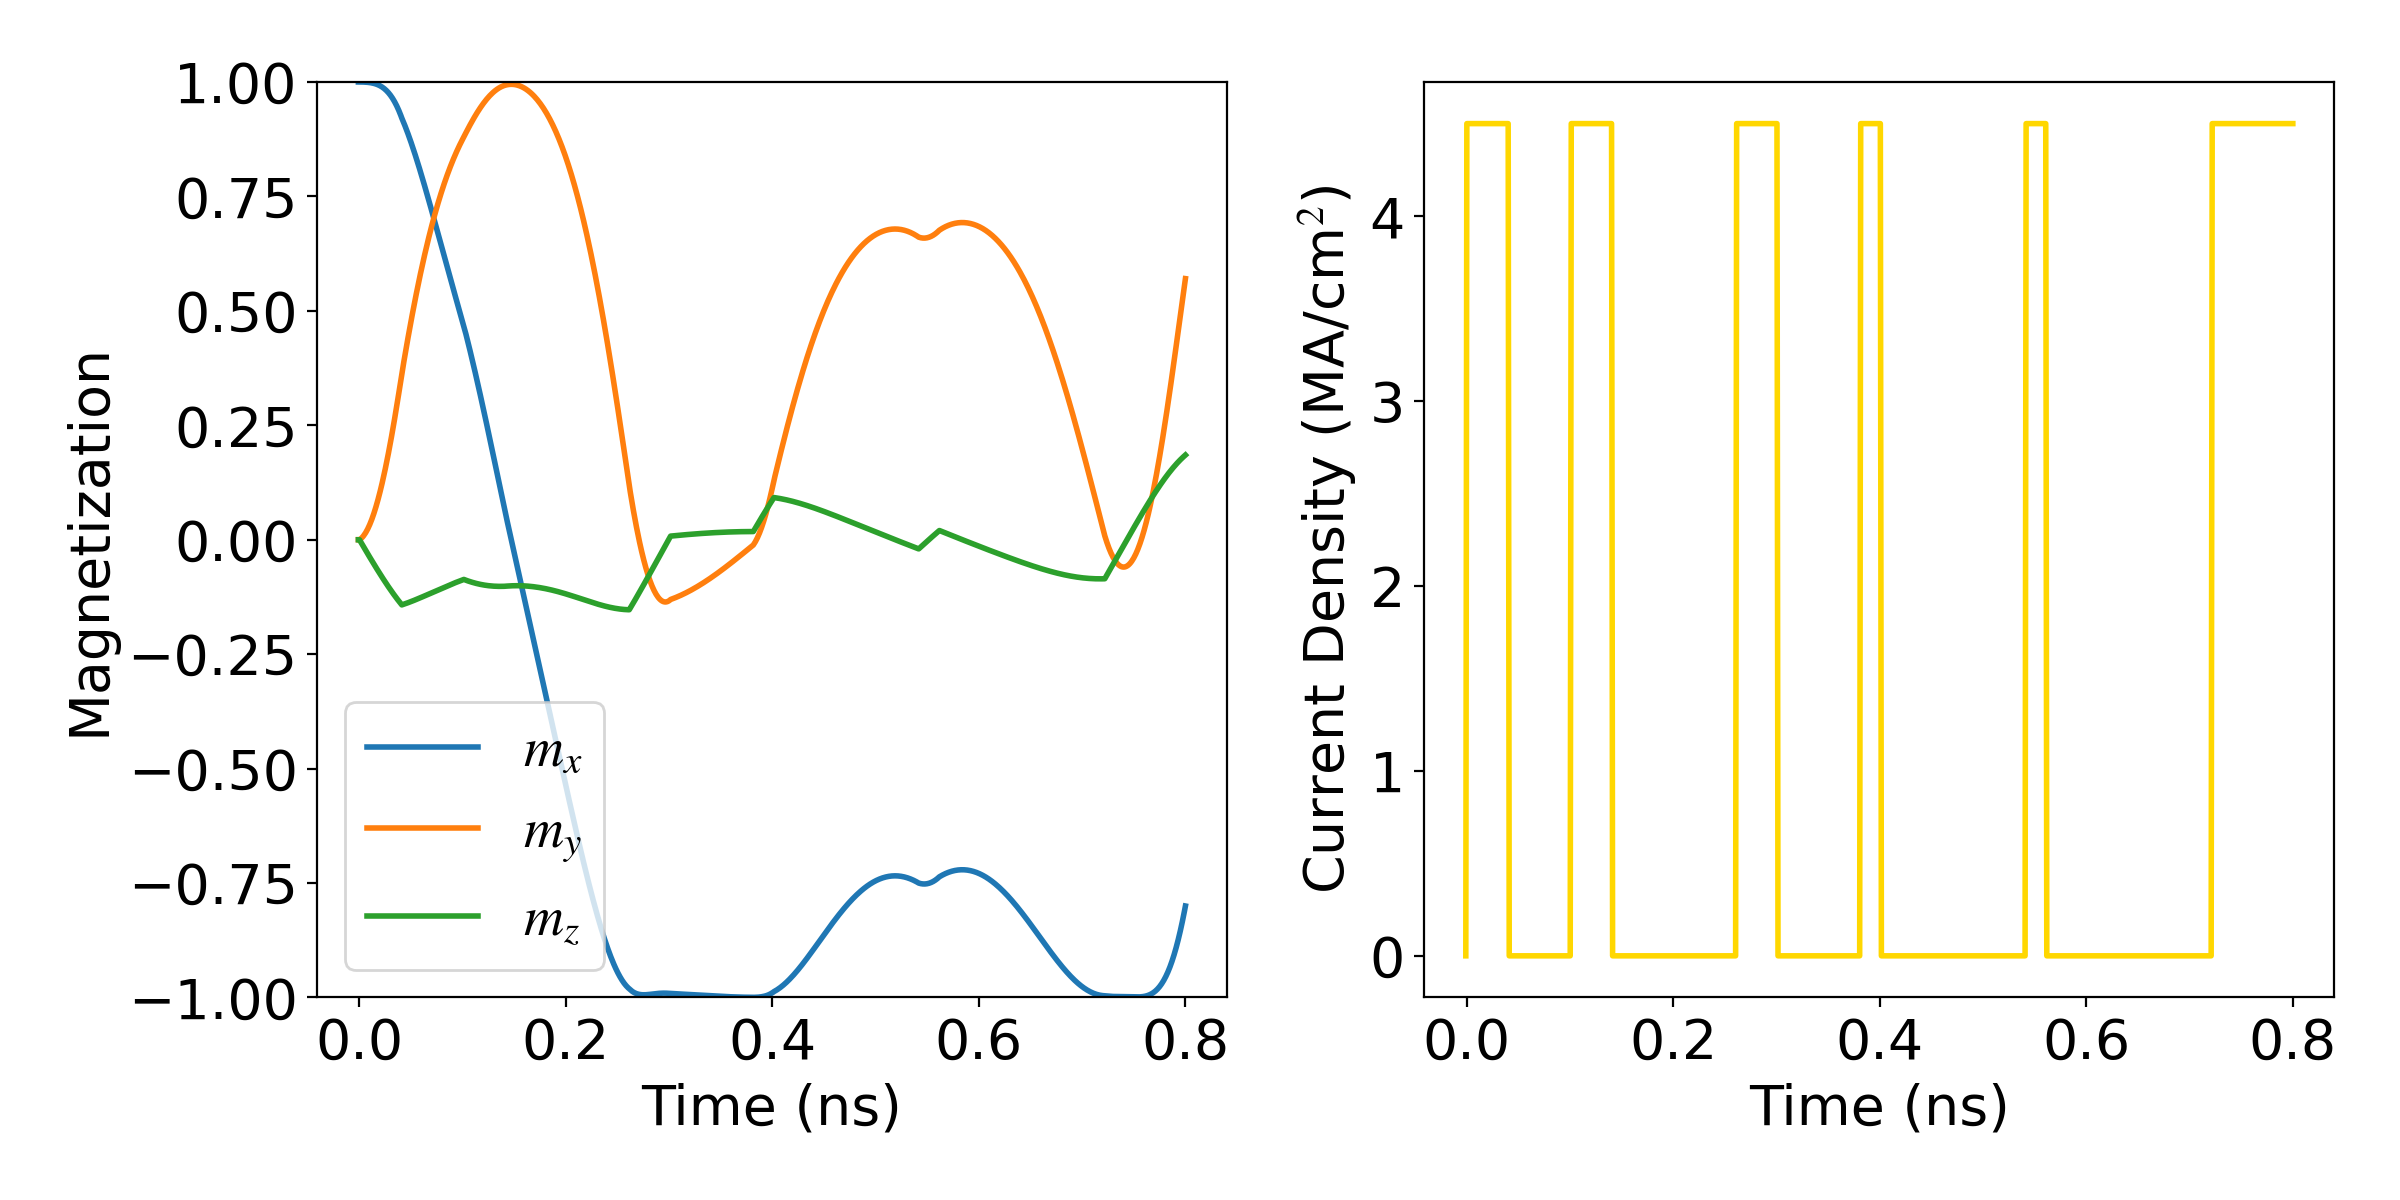 Magnetization
1.00
0.75
0.50
0.25
0.00
−0.25
−0.50
−0.75
−1.00
m_x
m_y
m_z
0.0 0.2 0.4 0.6 0.8
Time (ns)
Current Density (MA/cm²)
4
3
2
1
0
0.0 0.2 0.4 0.6 0.8
Time (ns)